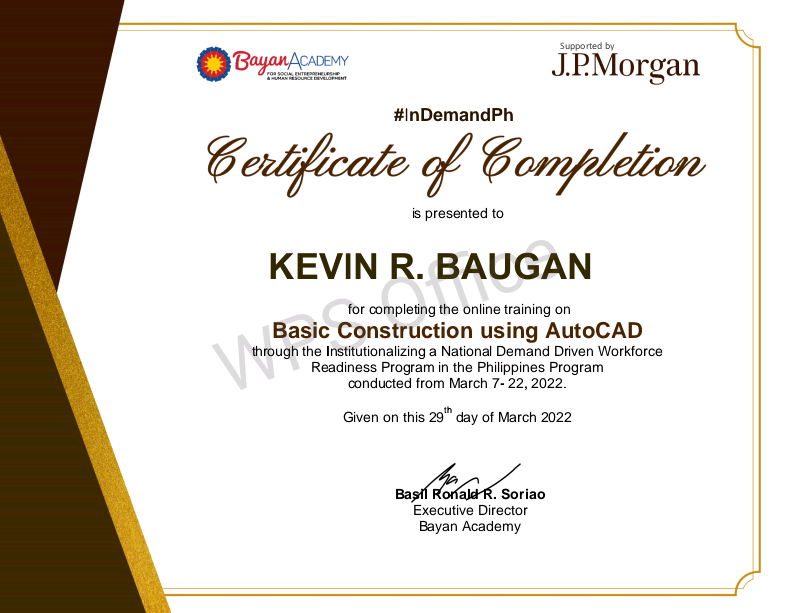 Bayan ACADEMY
FOR SOCIAL ENTREPRENEURSHIP
& HUMAN RESOURCE DEVELOPMENT
Supported by
J.P.Morgan
#InDemandPh
Certificate of Completion
is presented to
KEVIN R. BAUGAN
WPS Office
for completing the online training on
Basic Construction using AutoCAD
through the Institutionalizing a National Demand Driven Workforce
Readiness Program in the Philippines Program
conducted from March 7- 22, 2022.
Given on this 29th day of March 2022
Basil Ronald R. Soriao
Executive Director
Bayan Academy